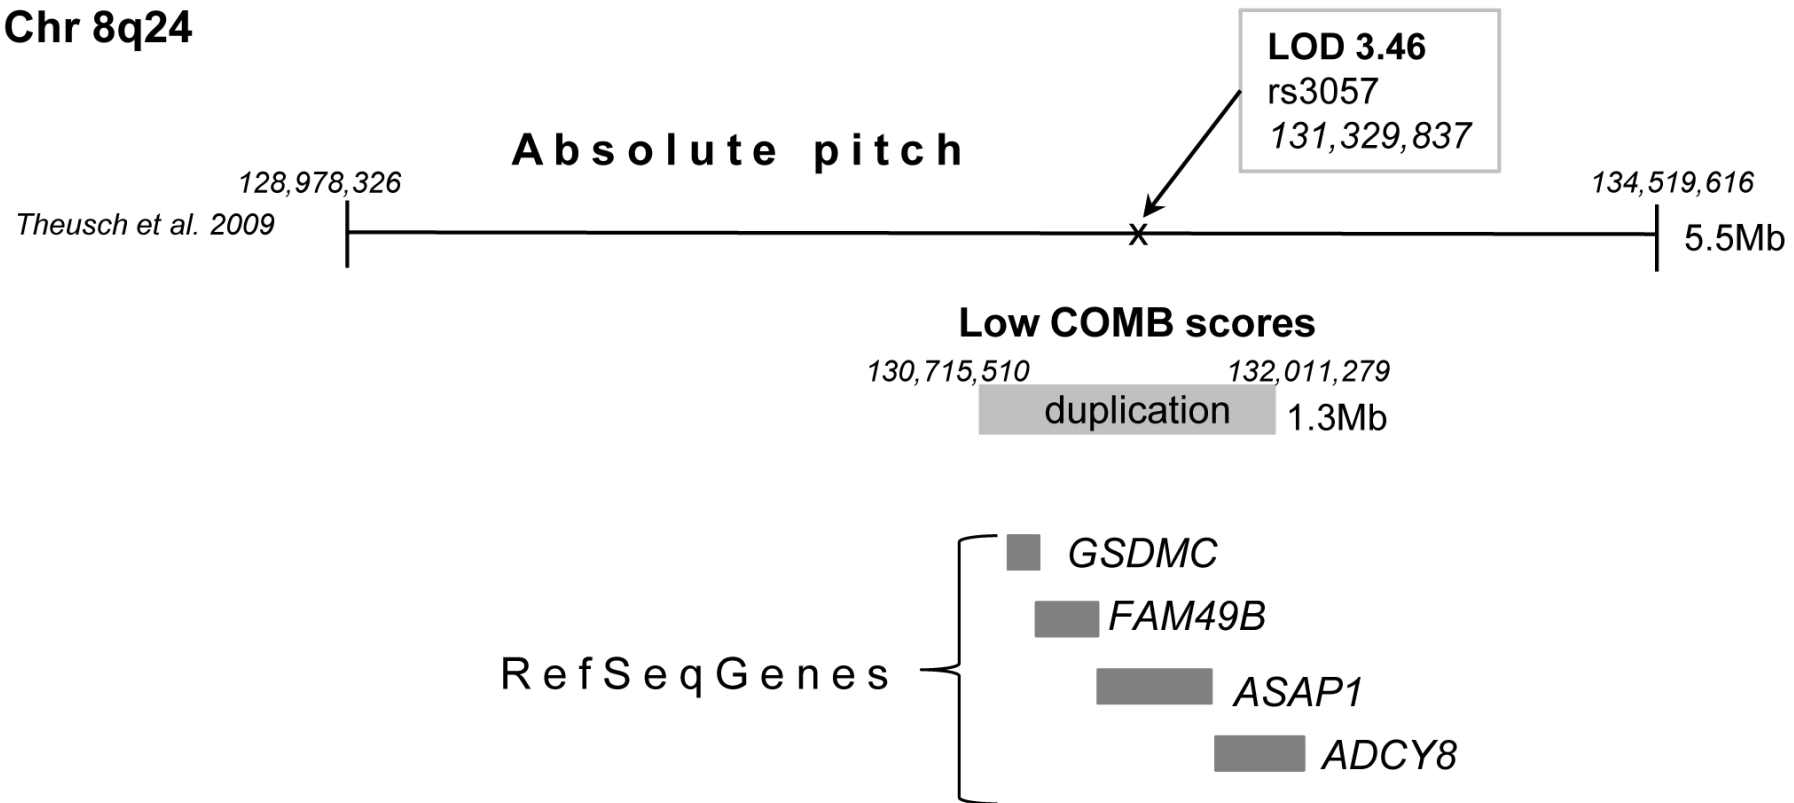 Chr 8q24
LOD 3.46
rs3057
131,329,837
Absolute pitch
128,978,326
134,519,616
Theusch et al. 2009
x
5.5Mb
Low COMB scores
130,715,510
132,011,279
duplication
1.3Mb
GSDMC
FAM49B
RefSeqGenes
ASAP1
ADCY8